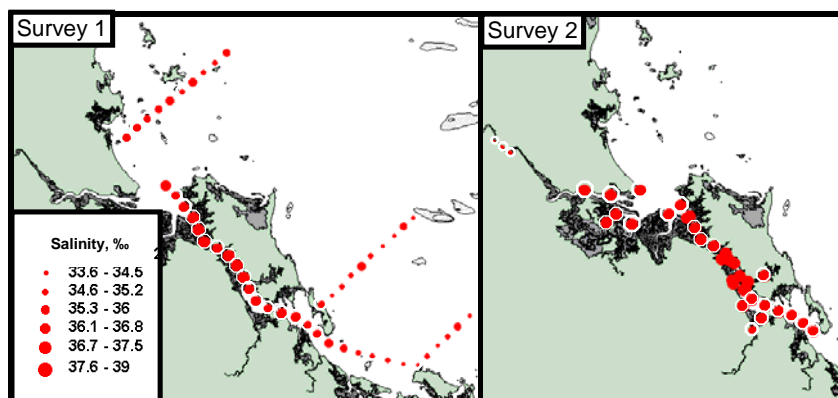 Survey 1
Survey 2
Salinity, ‰
33.6 - 34.5
34.6 - 35.2
35.3 - 36
36.1 - 36.8
36.7 - 37.5
37.6 - 39